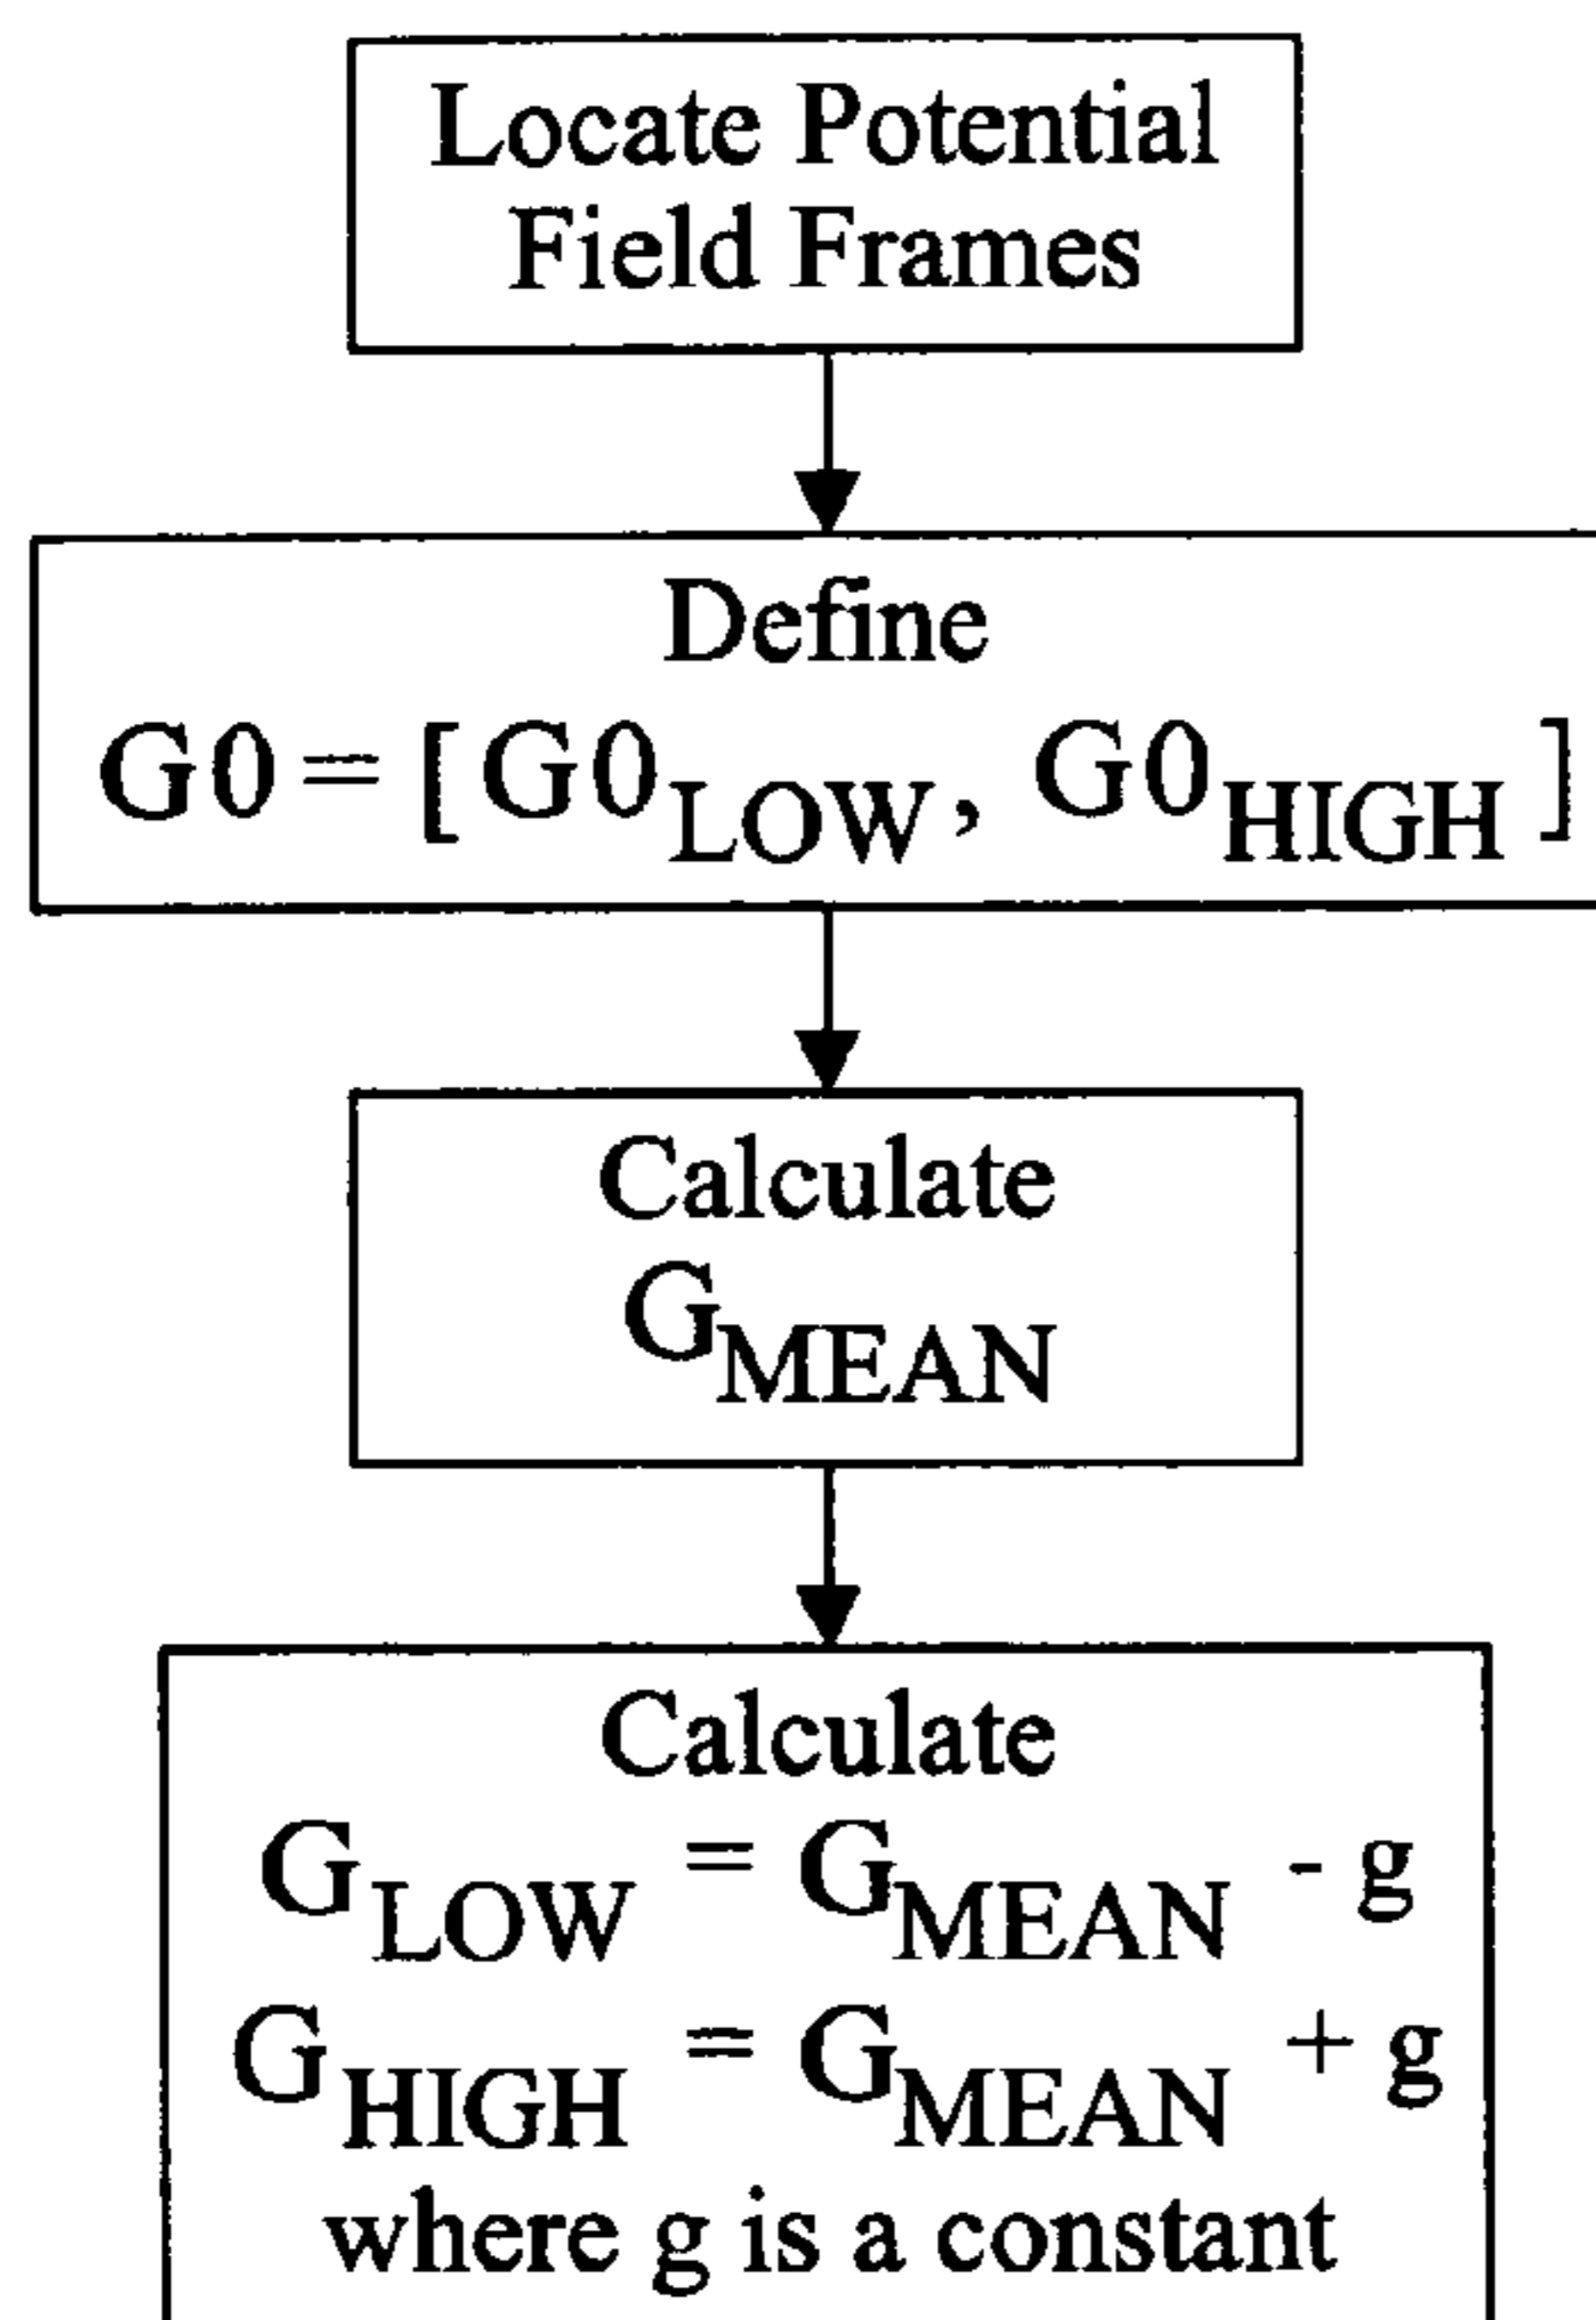 Locate Potential
Field Frames
Define
G0 = [ G0LOW, G0HIGH ]
Calculate
GMEAN
Calculate
GLOW = GMEAN - g
GHIGH = GMEAN + g
where g is a constant